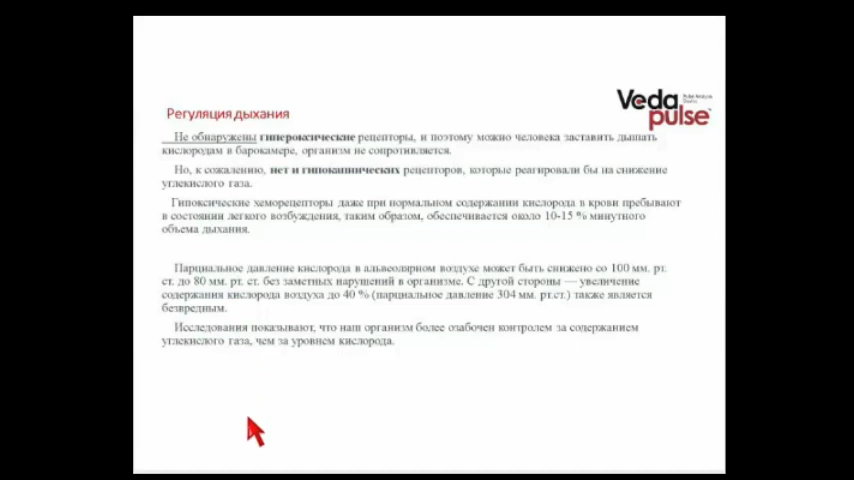 Veda
pulse
Регуляция дыхания
Не обнаружены гипероксические рецепторы, и поэтому можно человека заставить дышать
кислородам в барокамере, организм не сопротивляется.
Но, к сожалению, нет и гипокапнических рецепторов, которые реагировали бы на снижение
углекислого газа.
Гипоксические хеморецепторы даже при нормальном содержании кислорода в крови пребывают
в состоянии легкого возбуждения, таким образом, обеспечивается около 10-15 % минутного
объема дыхания.
Парциальное давление кислорода в альвеолярном воздухе может быть снижено со 100 мм. рт.
ст. до 80 мм. рт. ст. без заметных нарушений в организме. С другой стороны — увеличение
содержания кислорода воздуха до 40 % (парциальное давление 304 мм. рт.ст.) также является
безвредным.
Исследования показывают, что наш организм более озабочен контролем за содержанием
углекислого газа, чем за уровнем кислорода.